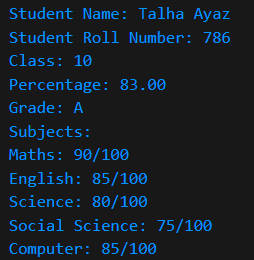 Student Name: Talha Ayaz
Student Roll Number: 786
Class: 10
Percentage: 83.00
Grade: A
Subjects:
Maths: 90/100
English: 85/100
Science: 80/100
Social Science: 75/100
Computer: 85/100